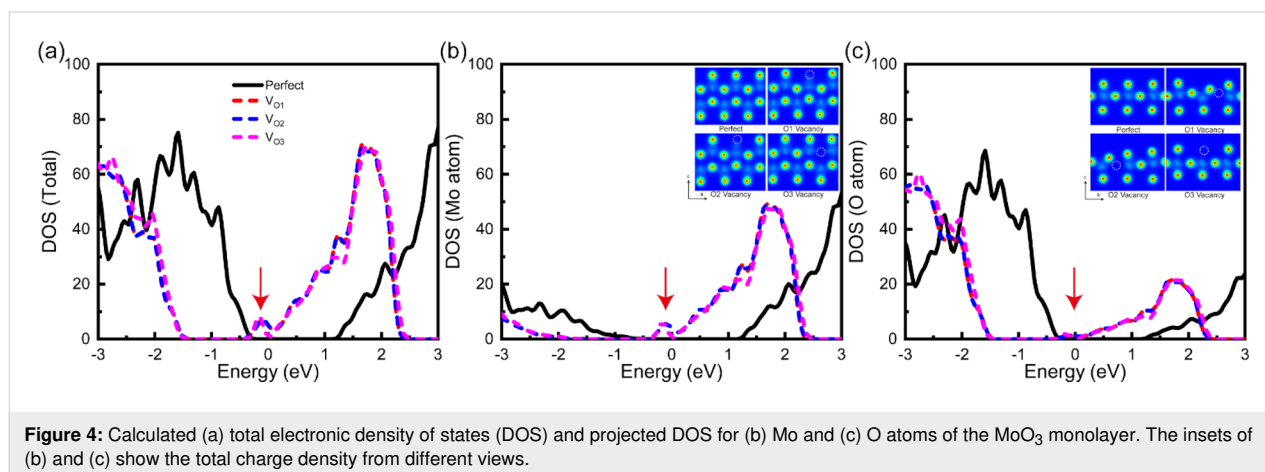 (a)
100
80
60
40
20
0
DOS (Total)
Perfect
V_O1
V_O2
V_O3
-3 -2 -1 0 1 2 3
Energy (eV)
(b)
100
80
60
40
20
0
DOS (Mo atom)
Perfect O1 Vacancy
O2 Vacancy O3 Vacancy
c
a
-3 -2 -1 0 1 2 3
Energy (eV)
(c)
100
80
60
40
20
0
DOS (O atom)
Perfect O1 Vacancy
O2 Vacancy O3 Vacancy
-3 -2 -1 0 1 2 3
Energy (eV)
Figure 4: Calculated (a) total electronic density of states (DOS) and projected DOS for (b) Mo and (c) O atoms of the MoO₃ monolayer. The insets of
(b) and (c) show the total charge density from different views.